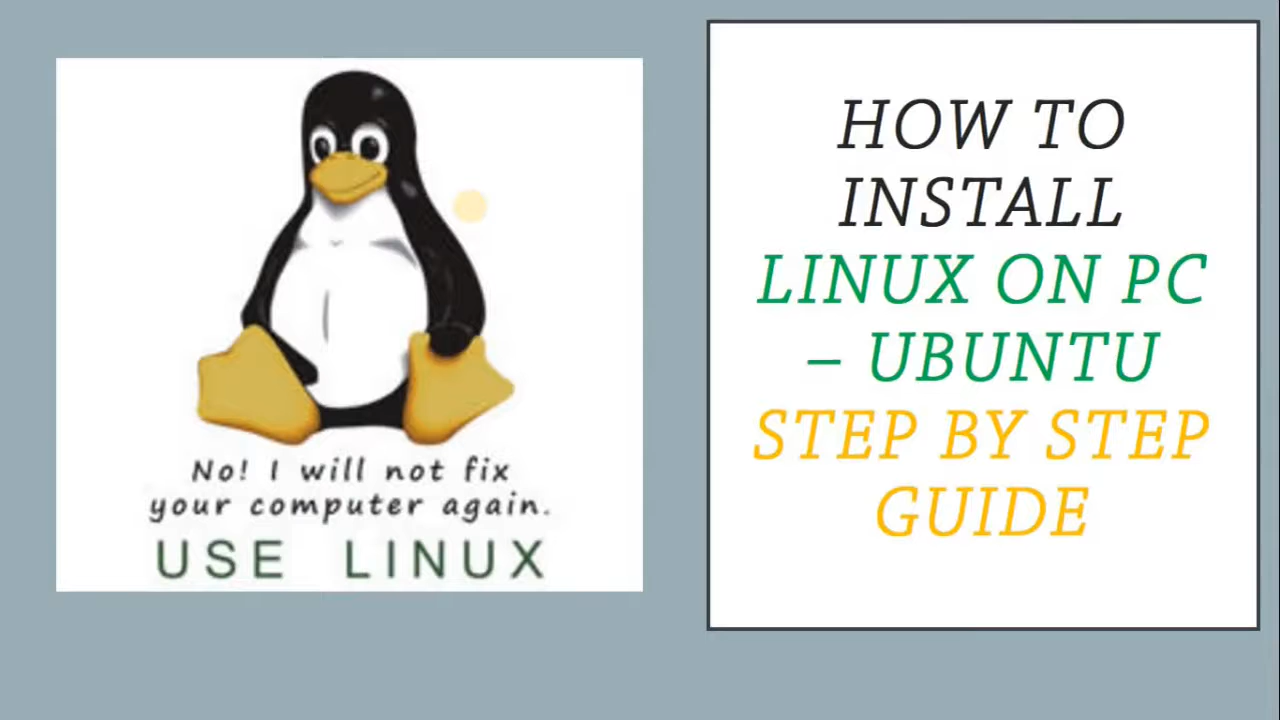 No! I will not fix
your computer again.
USE LINUX
HOW TO
INSTALL
LINUX ON PC
– UBUNTU
STEP BY STEP
GUIDE